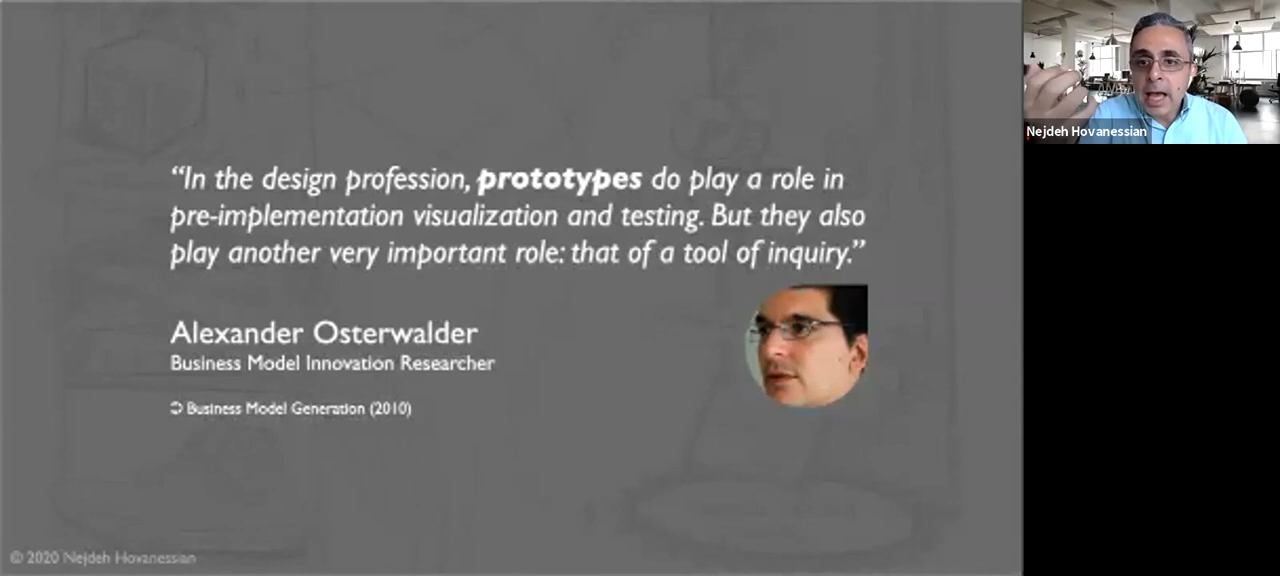 “In the design profession, prototypes do play a role in
pre-implementation visualization and testing. But they also
play another very important role: that of a tool of inquiry.”
Alexander Osterwalder
Business Model Innovation Researcher
➲ Business Model Generation (2010)
© 2020 Nejdeh Hovanessian
Nejdeh Hovanessian